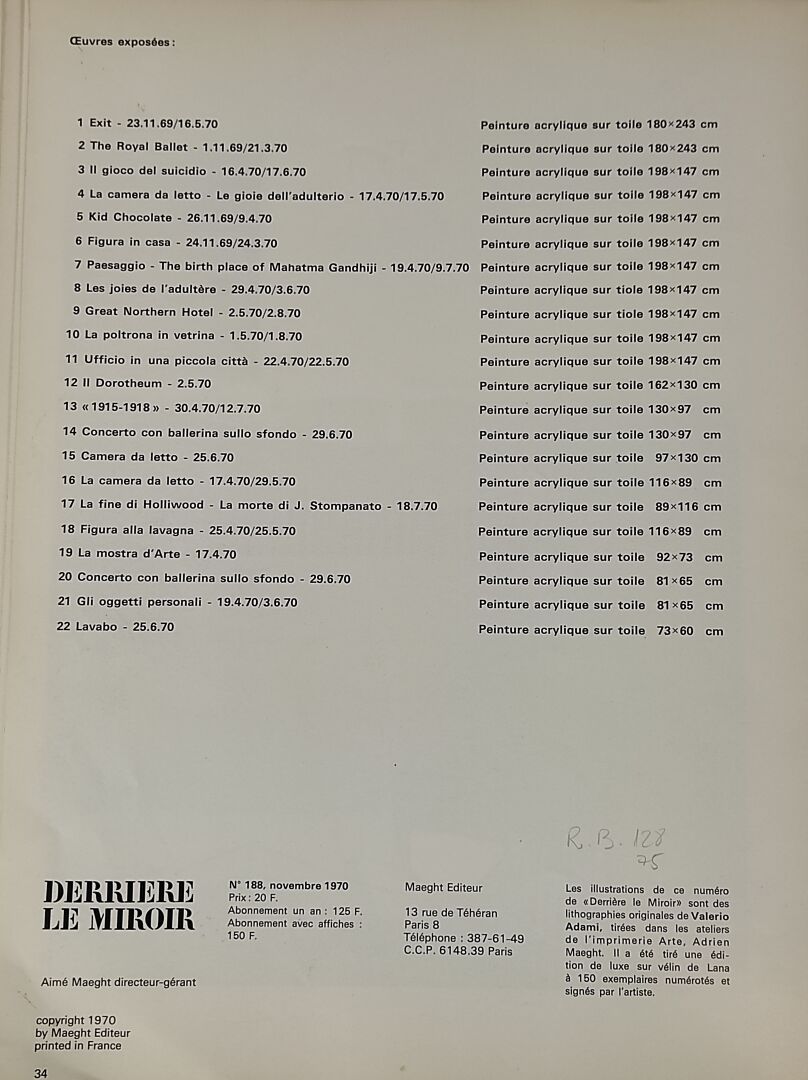 Œuvres exposées :
1 Exit - 23.11.69/16.5.70 Peinture acrylique sur toile 180×243 cm
2 The Royal Ballet - 1.11.69/21.3.70 Peinture acrylique sur toile 180×243 cm
3 Il gioco del suicidio - 16.4.70/17.6.70 Peinture acrylique sur toile 198×147 cm
4 La camera da letto - Le gioie dell'adulterio - 17.4.70/17.5.70 Peinture acrylique sur toile 198×147 cm
5 Kid Chocolate - 26.11.69/9.4.70 Peinture acrylique sur toile 198×147 cm
6 Figura in casa - 24.11.69/24.3.70 Peinture acrylique sur toile 198×147 cm
7 Paesaggio - The birth place of Mahatma Gandhiji - 19.4.70/9.7.70 Peinture acrylique sur toile 198×147 cm
8 Les joies de l'adultère - 29.4.70/3.6.70 Peinture acrylique sur tiole 198×147 cm
9 Great Northern Hotel - 2.5.70/2.8.70 Peinture acrylique sur tiole 198×147 cm
10 La poltrona in vetrina - 1.5.70/1.8.70 Peinture acrylique sur toile 198×147 cm
11 Ufficio in una piccola città - 22.4.70/22.5.70 Peinture acrylique sur toile 198×147 cm
12 Il Dorotheum - 2.5.70 Peinture acrylique sur toile 162×130 cm
13 «1915-1918» - 30.4.70/12.7.70 Peinture acrylique sur toile 130×97 cm
14 Concerto con ballerina sullo sfondo - 29.6.70 Peinture acrylique sur toile 130×97 cm
15 Camera da letto - 25.6.70 Peinture acrylique sur toile 97×130 cm
16 La camera da letto - 17.4.70/29.5.70 Peinture acrylique sur toile 116×89 cm
17 La fine di Holliwood - La morte di J. Stompanato - 18.7.70 Peinture acrylique sur toile 89×116 cm
18 Figura alla lavagna - 25.4.70/25.5.70 Peinture acrylique sur toile 116×89 cm
19 La mostra d'Arte - 17.4.70 Peinture acrylique sur toile 92×73 cm
20 Concerto con ballerina sullo sfondo - 29.6.70 Peinture acrylique sur toile 81×65 cm
21 Gli oggetti personali - 19.4.70/3.6.70 Peinture acrylique sur toile 81×65 cm
22 Lavabo - 25.6.70 Peinture acrylique sur toile 73×60 cm
R.B. 128
75
DERRIERE
LE MIROIR
Aimé Maeght directeur-gérant
copyright 1970
by Maeght Editeur
printed in France
N° 188, novembre 1970
Prix : 20 F.
Abonnement un an : 125 F.
Abonnement avec affiches :
150 F.
Maeght Editeur
13 rue de Téhéran
Paris 8
Téléphone : 387-61-49
C.C.P. 6148.39 Paris
Les illustrations de ce numéro
de «Derrière le Miroir» sont des
lithographies originales de Valerio
Adami, tirées dans les ateliers
de l'imprimerie Arte, Adrien
Maeght. Il a été tiré une édi-
tion de luxe sur vélin de Lana
à 150 exemplaires numérotés et
signés par l'artiste.
34